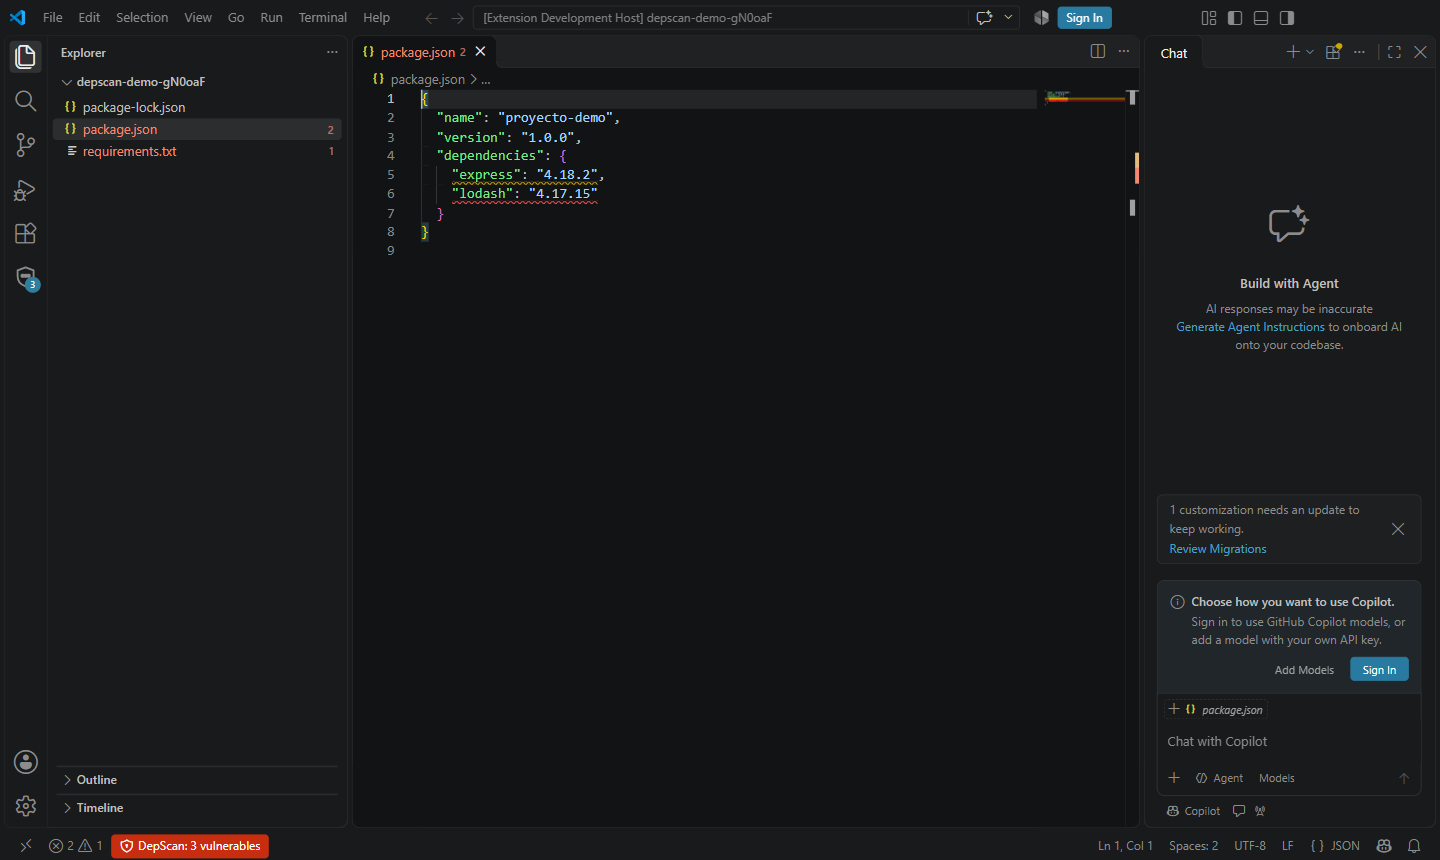 File Edit Selection View Go Run Terminal Help
[Extension Development Host] depscan-demo-gN0oaF
Sign In
Explorer
depscan-demo-gN0oaF
package-lock.json
package.json 2
requirements.txt 1
3
Outline
Timeline
package.json 2
package.json > ...
1 {
2 "name": "proyecto-demo",
3 "version": "1.0.0",
4 "dependencies": {
5 "express": "4.18.2",
6 "lodash": "4.17.15"
7 }
8 }
9
Chat
Build with Agent
AI responses may be inaccurate
Generate Agent Instructions to onboard AI
onto your codebase.
1 customization needs an update to
keep working.
Review Migrations
Choose how you want to use Copilot.
Sign in to use GitHub Copilot models, or
add a model with your own API key.
Add Models Sign In
package.json
Chat with Copilot
Agent Models
Copilot
2 1 DepScan: 3 vulnerables
Ln 1, Col 1 Spaces: 2 UTF-8 LF { } JSON